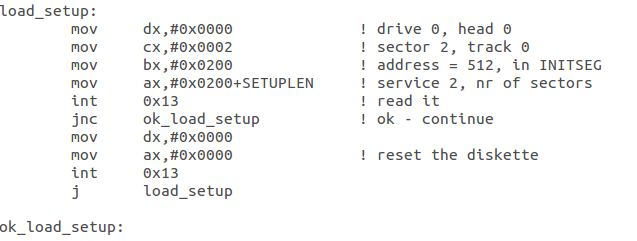 load_setup:
mov dx,#0x0000 ! drive 0, head 0
mov cx,#0x0002 ! sector 2, track 0
mov bx,#0x0200 ! address = 512, in INITSEG
mov ax,#0x0200+SETUPLEN ! service 2, nr of sectors
int 0x13 ! read it
jnc ok_load_setup ! ok - continue
mov dx,#0x0000
mov ax,#0x0000 ! reset the diskette
int 0x13
j load_setup
ok_load_setup: